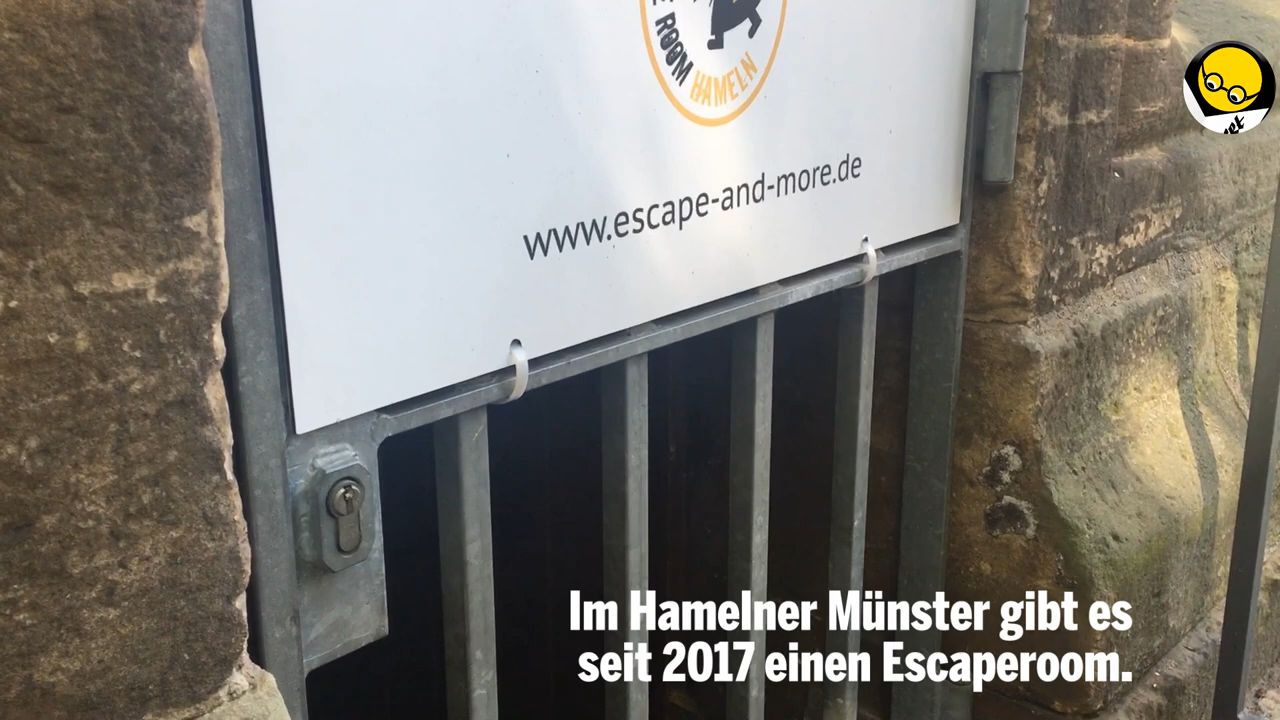 ROOM HAMELN
www.escape-and-more.de
Im Hamelner Münster gibt es
seit 2017 einen Escaperoom.